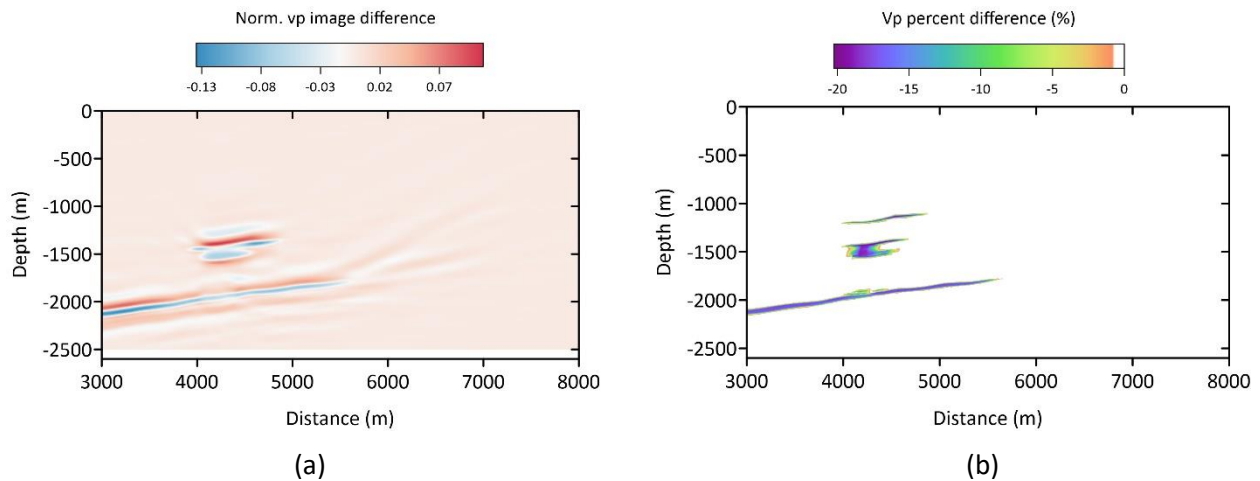 Norm. vp image difference
-0.13 -0.08 -0.03 0.02 0.07
0
-500
-1000
-1500
-2000
-2500
Depth (m)
3000 4000 5000 6000 7000 8000
Distance (m)
(a)
Vp percent difference (%)
-20 -15 -10 -5 0
0
-500
-1000
-1500
-2000
-2500
Depth (m)
3000 4000 5000 6000 7000 8000
Distance (m)
(b)